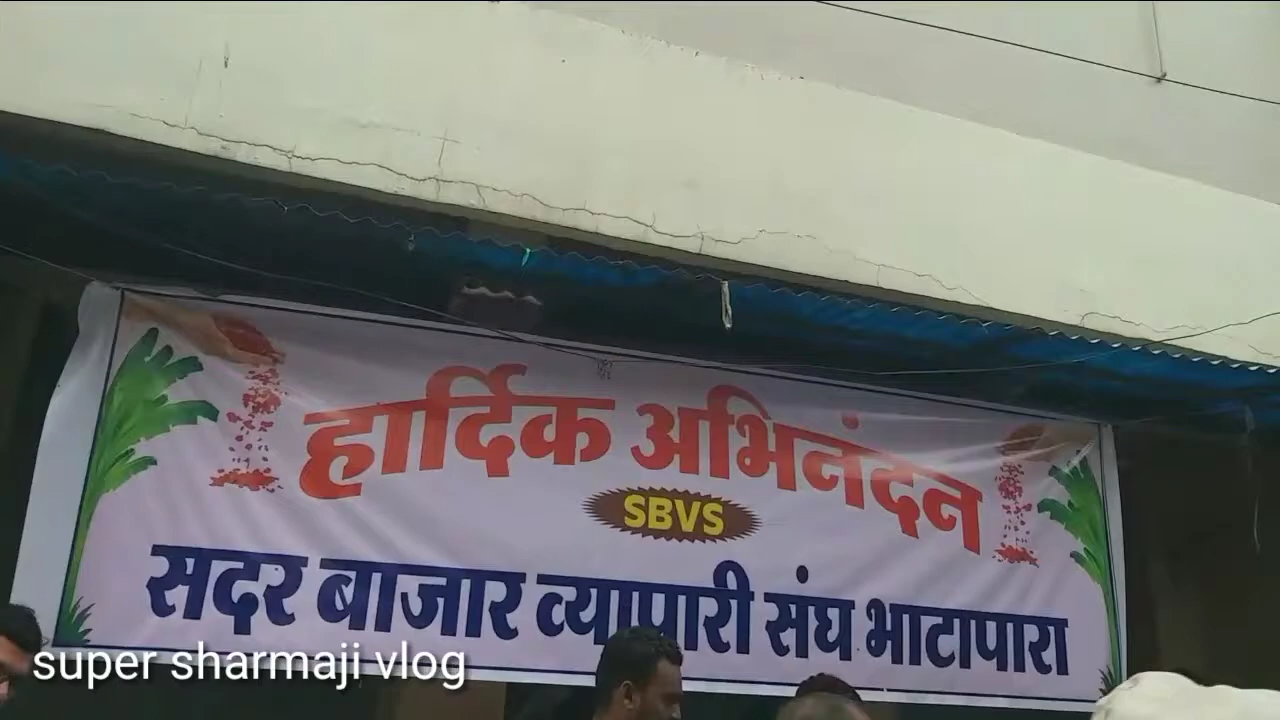 हार्दिक अभिनंदन
SBVS
सदर बाजार व्यापारी संघ भाटापारा
super sharmaji vlog